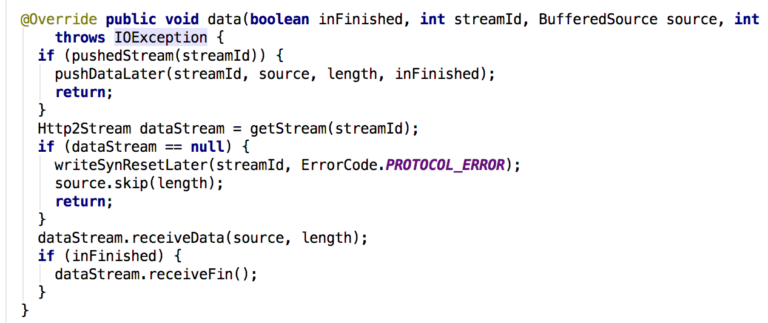 @Override public void data(boolean inFinished, int streamId, BufferedSource source, int
throws IOException {
if (pushedStream(streamId)) {
pushDataLater(streamId, source, length, inFinished);
return;
}
Http2Stream dataStream = getStream(streamId);
if (dataStream == null) {
writeSynResetLater(streamId, ErrorCode.PROTOCOL_ERROR);
source.skip(length);
return;
}
dataStream.receiveData(source, length);
if (inFinished) {
dataStream.receiveFin();
}
}